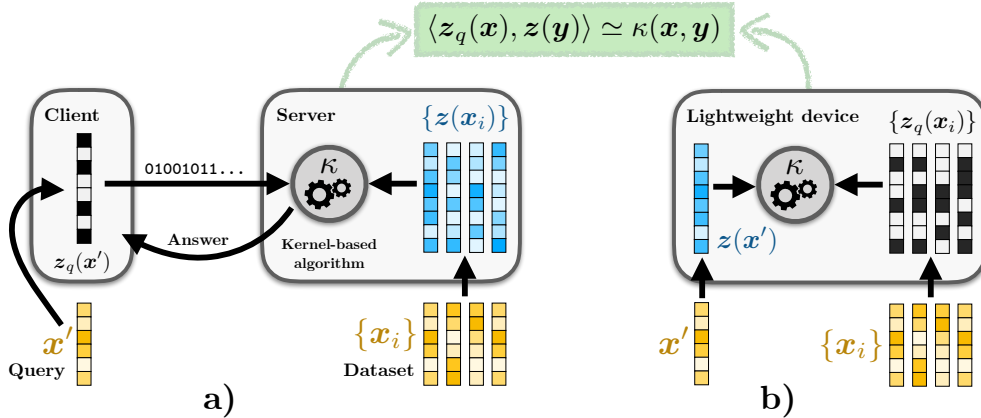 ⟨z_q(x), z(y)⟩ ≃ κ(x, y)
Client
z_q(x′)
01001011...
Answer
Server
{z(x_i)}
κ
Kernel-based
algorithm
x′
Query
{x_i}
Dataset
a)
Lightweight device
{z_q(x_i)}
κ
z(x′)
x′
{x_i}
b)